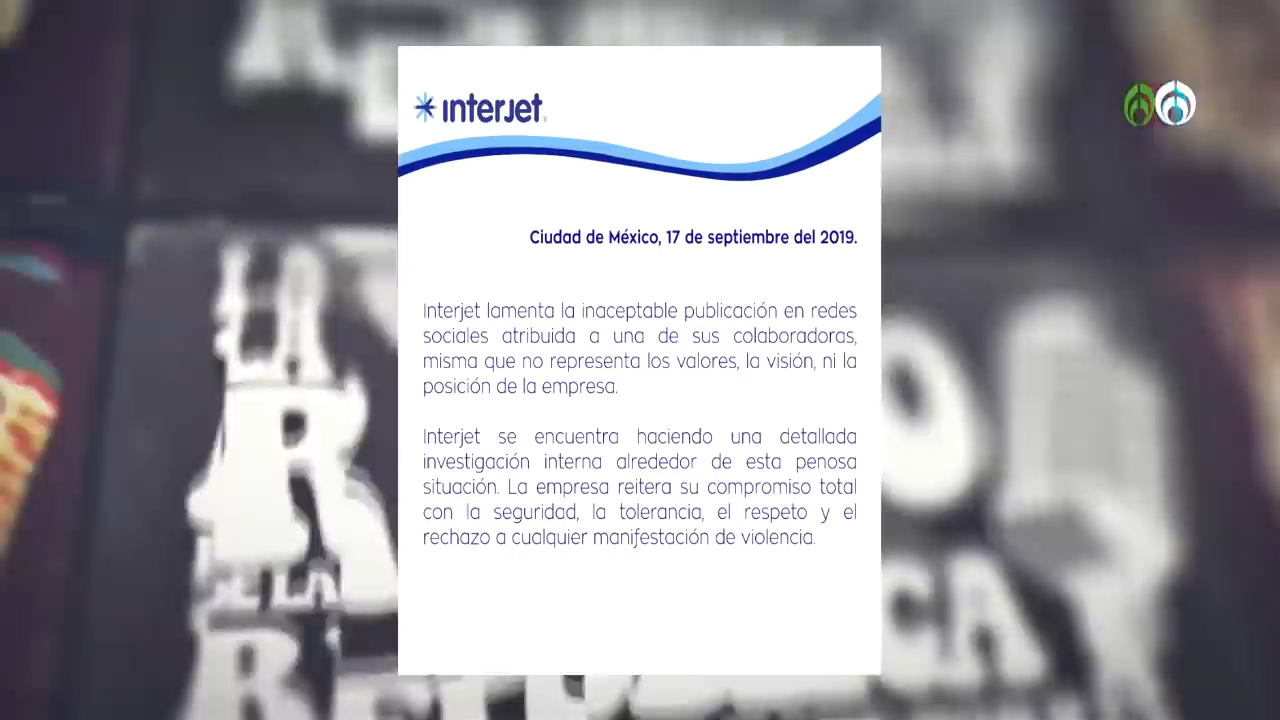 interjet
Ciudad de México, 17 de septiembre del 2019.
Interjet lamenta la inaceptable publicación en redes
sociales atribuida a una de sus colaboradoras,
misma que no representa los valores, la visión, ni la
posición de la empresa.
Interjet se encuentra haciendo una detallada
investigación interna alrededor de esta penosa
situación. La empresa reitera su compromiso total
con la seguridad, la tolerancia, el respeto y el
rechazo a cualquier manifestación de violencia.
LA
DE LA